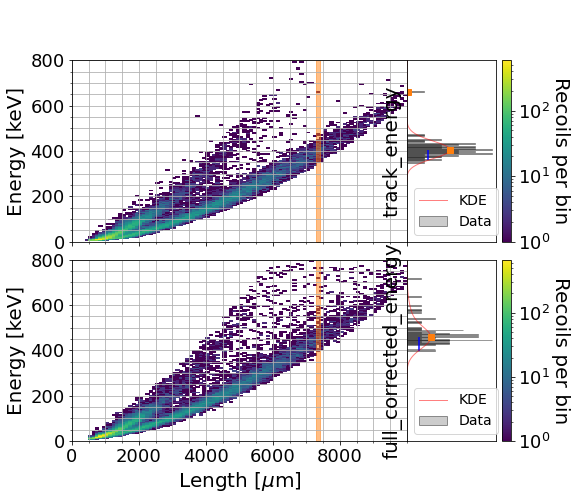 800
600
400
200
0
Energy [keV]
track_energy
KDE
Data
10²
10¹
10⁰
Recoils per bin
800
600
400
200
0
Energy [keV]
0
2000
4000
6000
8000
Length [μm]
full_corrected_energy
KDE
Data
10²
10¹
10⁰
Recoils per bin